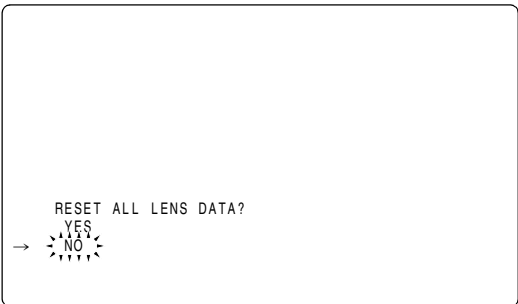 RESET ALL LENS DATA?
YES
→ NO